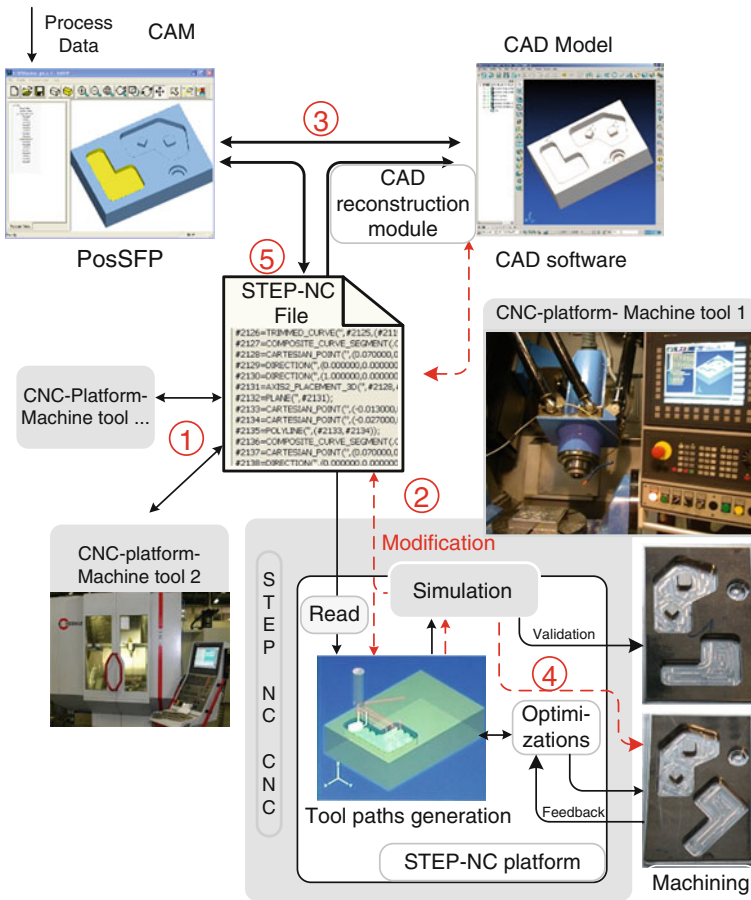 Process
Data
CAM
CAD Model
③
CAD
reconstruction
module
PosSFP
CAD software
⑤
STEP-NC
File
#2126=TRIMMED_CURVE('',#2125,(#211
#2127=COMPOSITE_CURVE_SEGMENT(.C
#2128=CARTESIAN_POINT('',(0.070000,0
#2129=DIRECTION('',(0.000000,0.000000
#2130=DIRECTION('',(1.000000,0.000000
#2131=AXIS2_PLACEMENT_3D('',#2128,
#2132=PLANE('',#2131);
#2133=CARTESIAN_POINT('',(-0.013000,
#2134=CARTESIAN_POINT('',(-0.027000,
#2135=POLYLINE('',(#2133,#2134));
#2136=COMPOSITE_CURVE_SEGMENT(.C
#2137=CARTESIAN_POINT('',(0.070000,0
#2138=DIRECTION('',(0.000000,0.000000
CNC-platform- Machine tool 1
CNC-Platform-
Machine tool ...
①
②
CNC-platform-
Machine tool 2
Modification
STEP NC CNC
Simulation
Read
Validation
④
Optimi-
zations
Feedback
Tool paths generation
STEP-NC platform
Machining